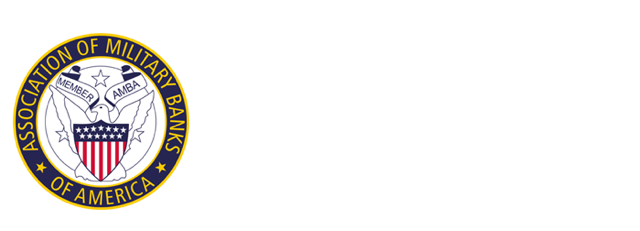 ASSOCIATION OF MILITARY BANKS
OF AMERICA
MEMBER AMBA